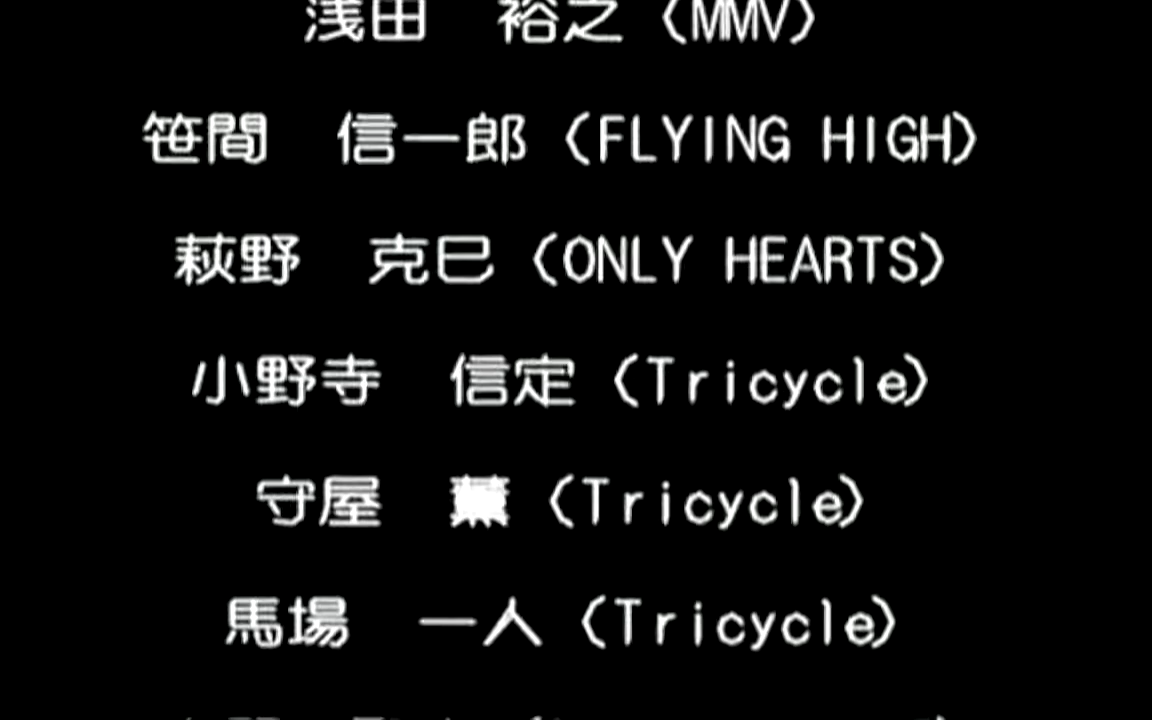 浅田　裕之（MMV）
笹間　信一郎（FLYING HIGH）
萩野　克巳（ONLY HEARTS）
小野寺　信定（Tricycle）
守屋　薫（Tricycle）
馬場　一人（Tricycle）